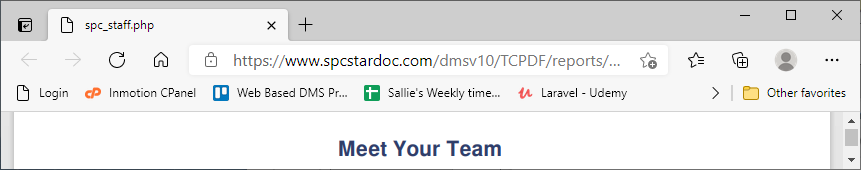 spc_staff.php
https://www.spcstardoc.com/dmsv10/TCPDF/reports/...
Login Inmotion CPanel Web Based DMS Pr... Sallie's Weekly time... Laravel - Udemy Other favorites
Meet Your Team